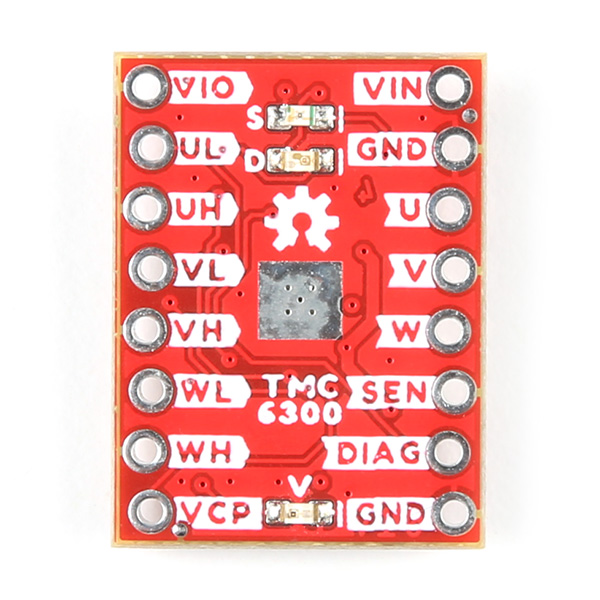 VIO VIN
S
UL D GND
UH U
VL V
VH W
WL TMC SEN
6300
WH DIAG
V
VCP GND